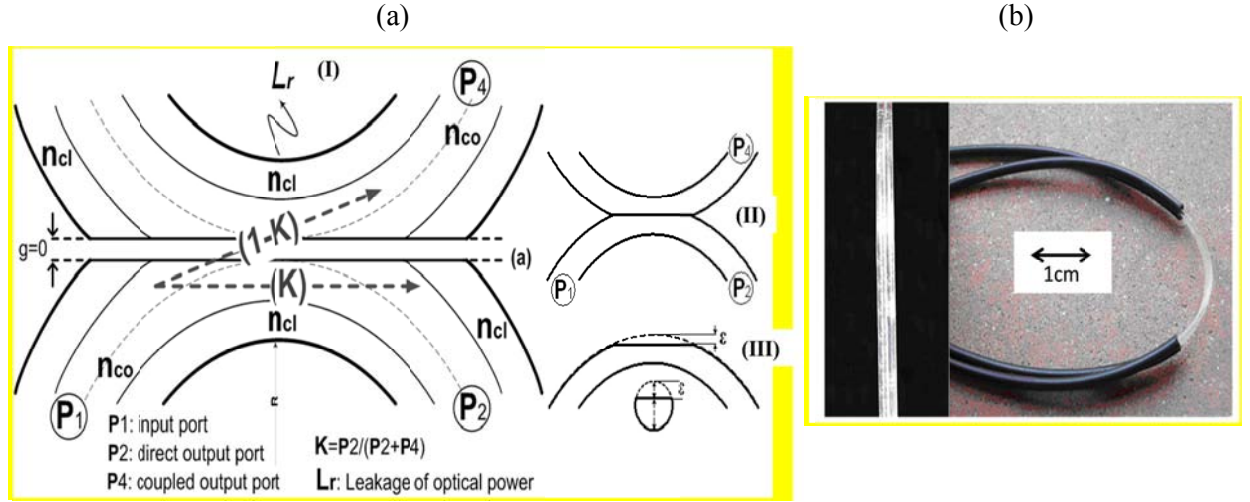 (a)
(b)
Lr (I)
P4
nco
ncl
ncl
g=0
(1-K)
(a)
(K)
ncl
ncl
nco
R
P1
P2
P1: input port
P2: direct output port
P4: coupled output port
K=P2/(P2+P4)
Lr: Leakage of optical power
P4
(II)
P1
P2
ε
(III)
ε
1cm